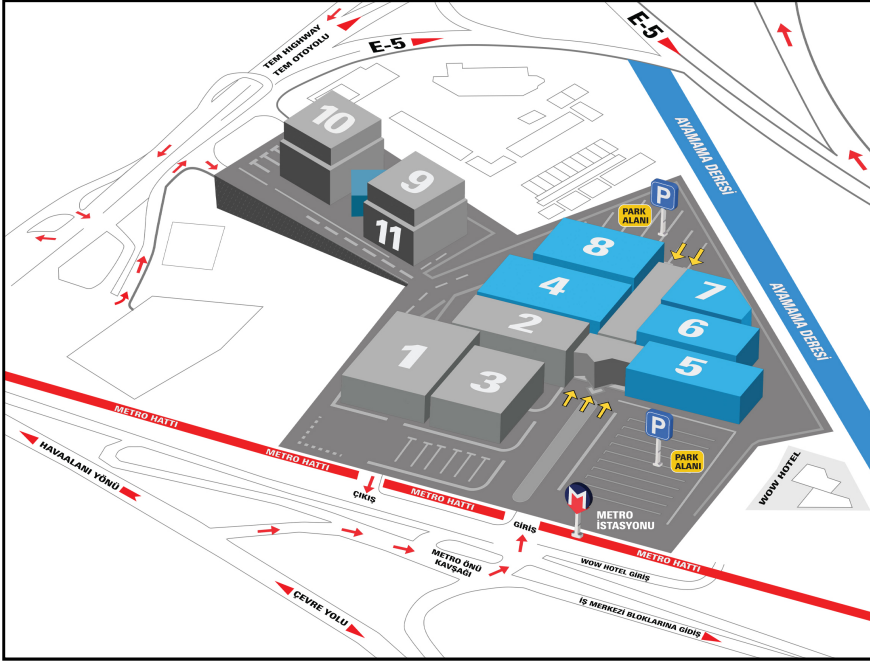 TEM HIGHWAY
TEM OTOYOLU
E-5
E-5
AYAMAMA DERESİ
10
9
11
P
PARK
ALANI
8
4
7
2
6
1
3
5
AYAMAMA DERESİ
P
PARK
ALANI
METRO HATTI
METRO HATTI
METRO HATTI
METRO HATTI
HAVAALANI YÖNÜ
ÇIKIŞ
GİRİŞ
M
METRO
İSTASYONU
WOW HOTEL
METRO ÖNÜ
KAVŞAĞI
WOW HOTEL GİRİŞ
ÇEVRE YOLU
İŞ MERKEZİ BLOKLARINA GİDİŞ